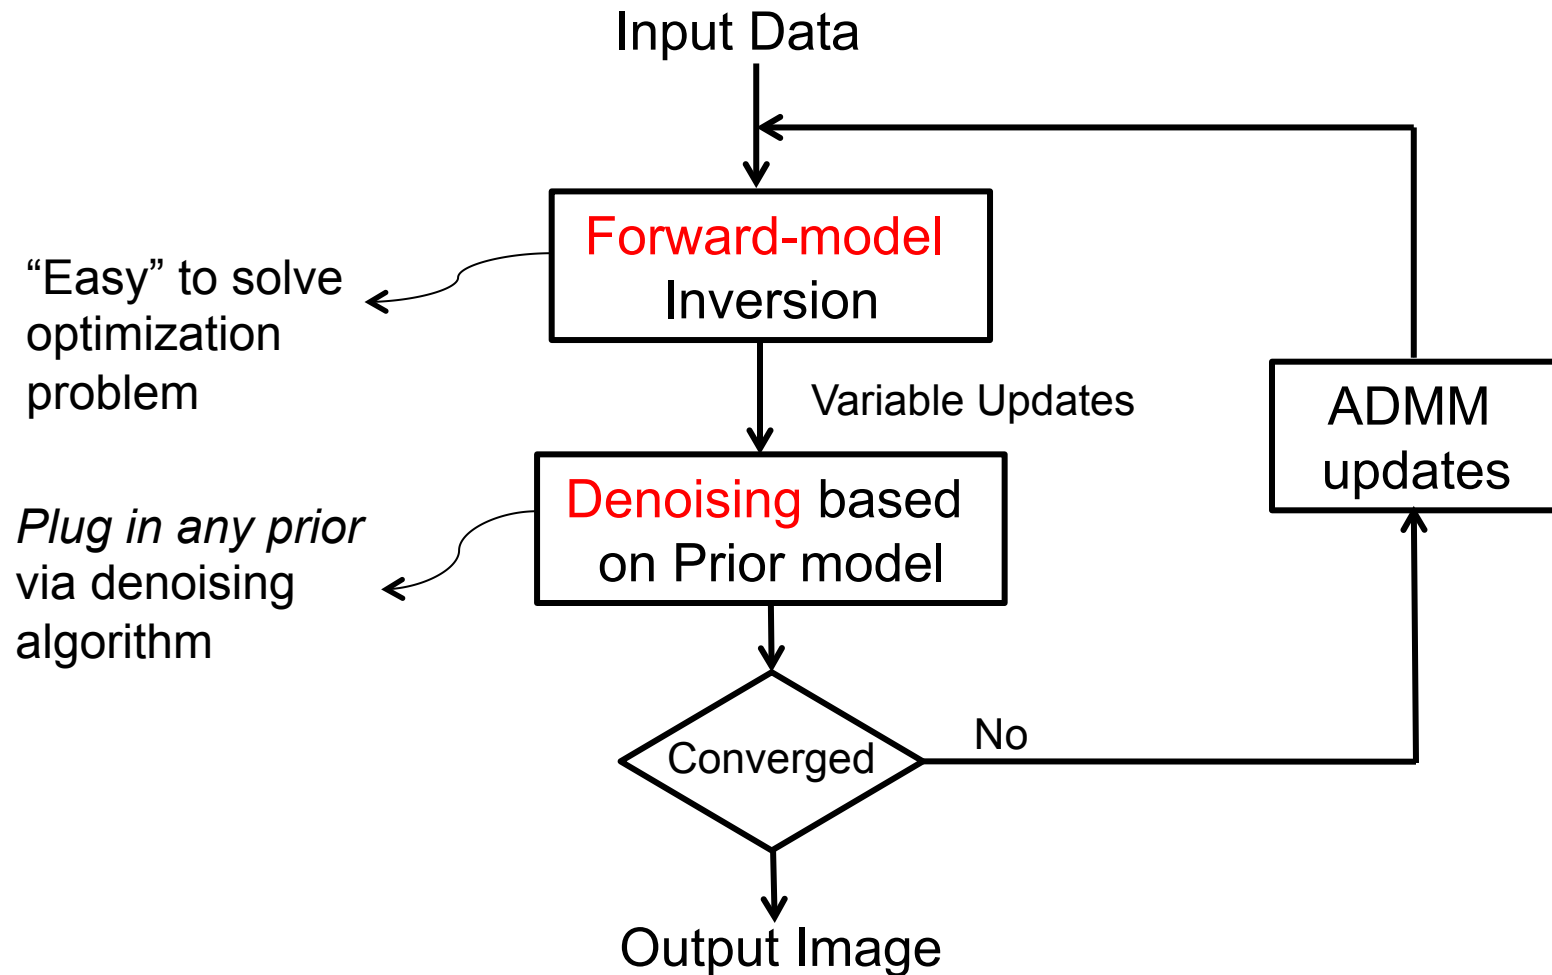 Input Data
Forward-model
Inversion
“Easy” to solve
optimization
problem
Variable Updates
ADMM
updates
Denoising based
on Prior model
Plug in any prior
via denoising
algorithm
Converged
No
Output Image